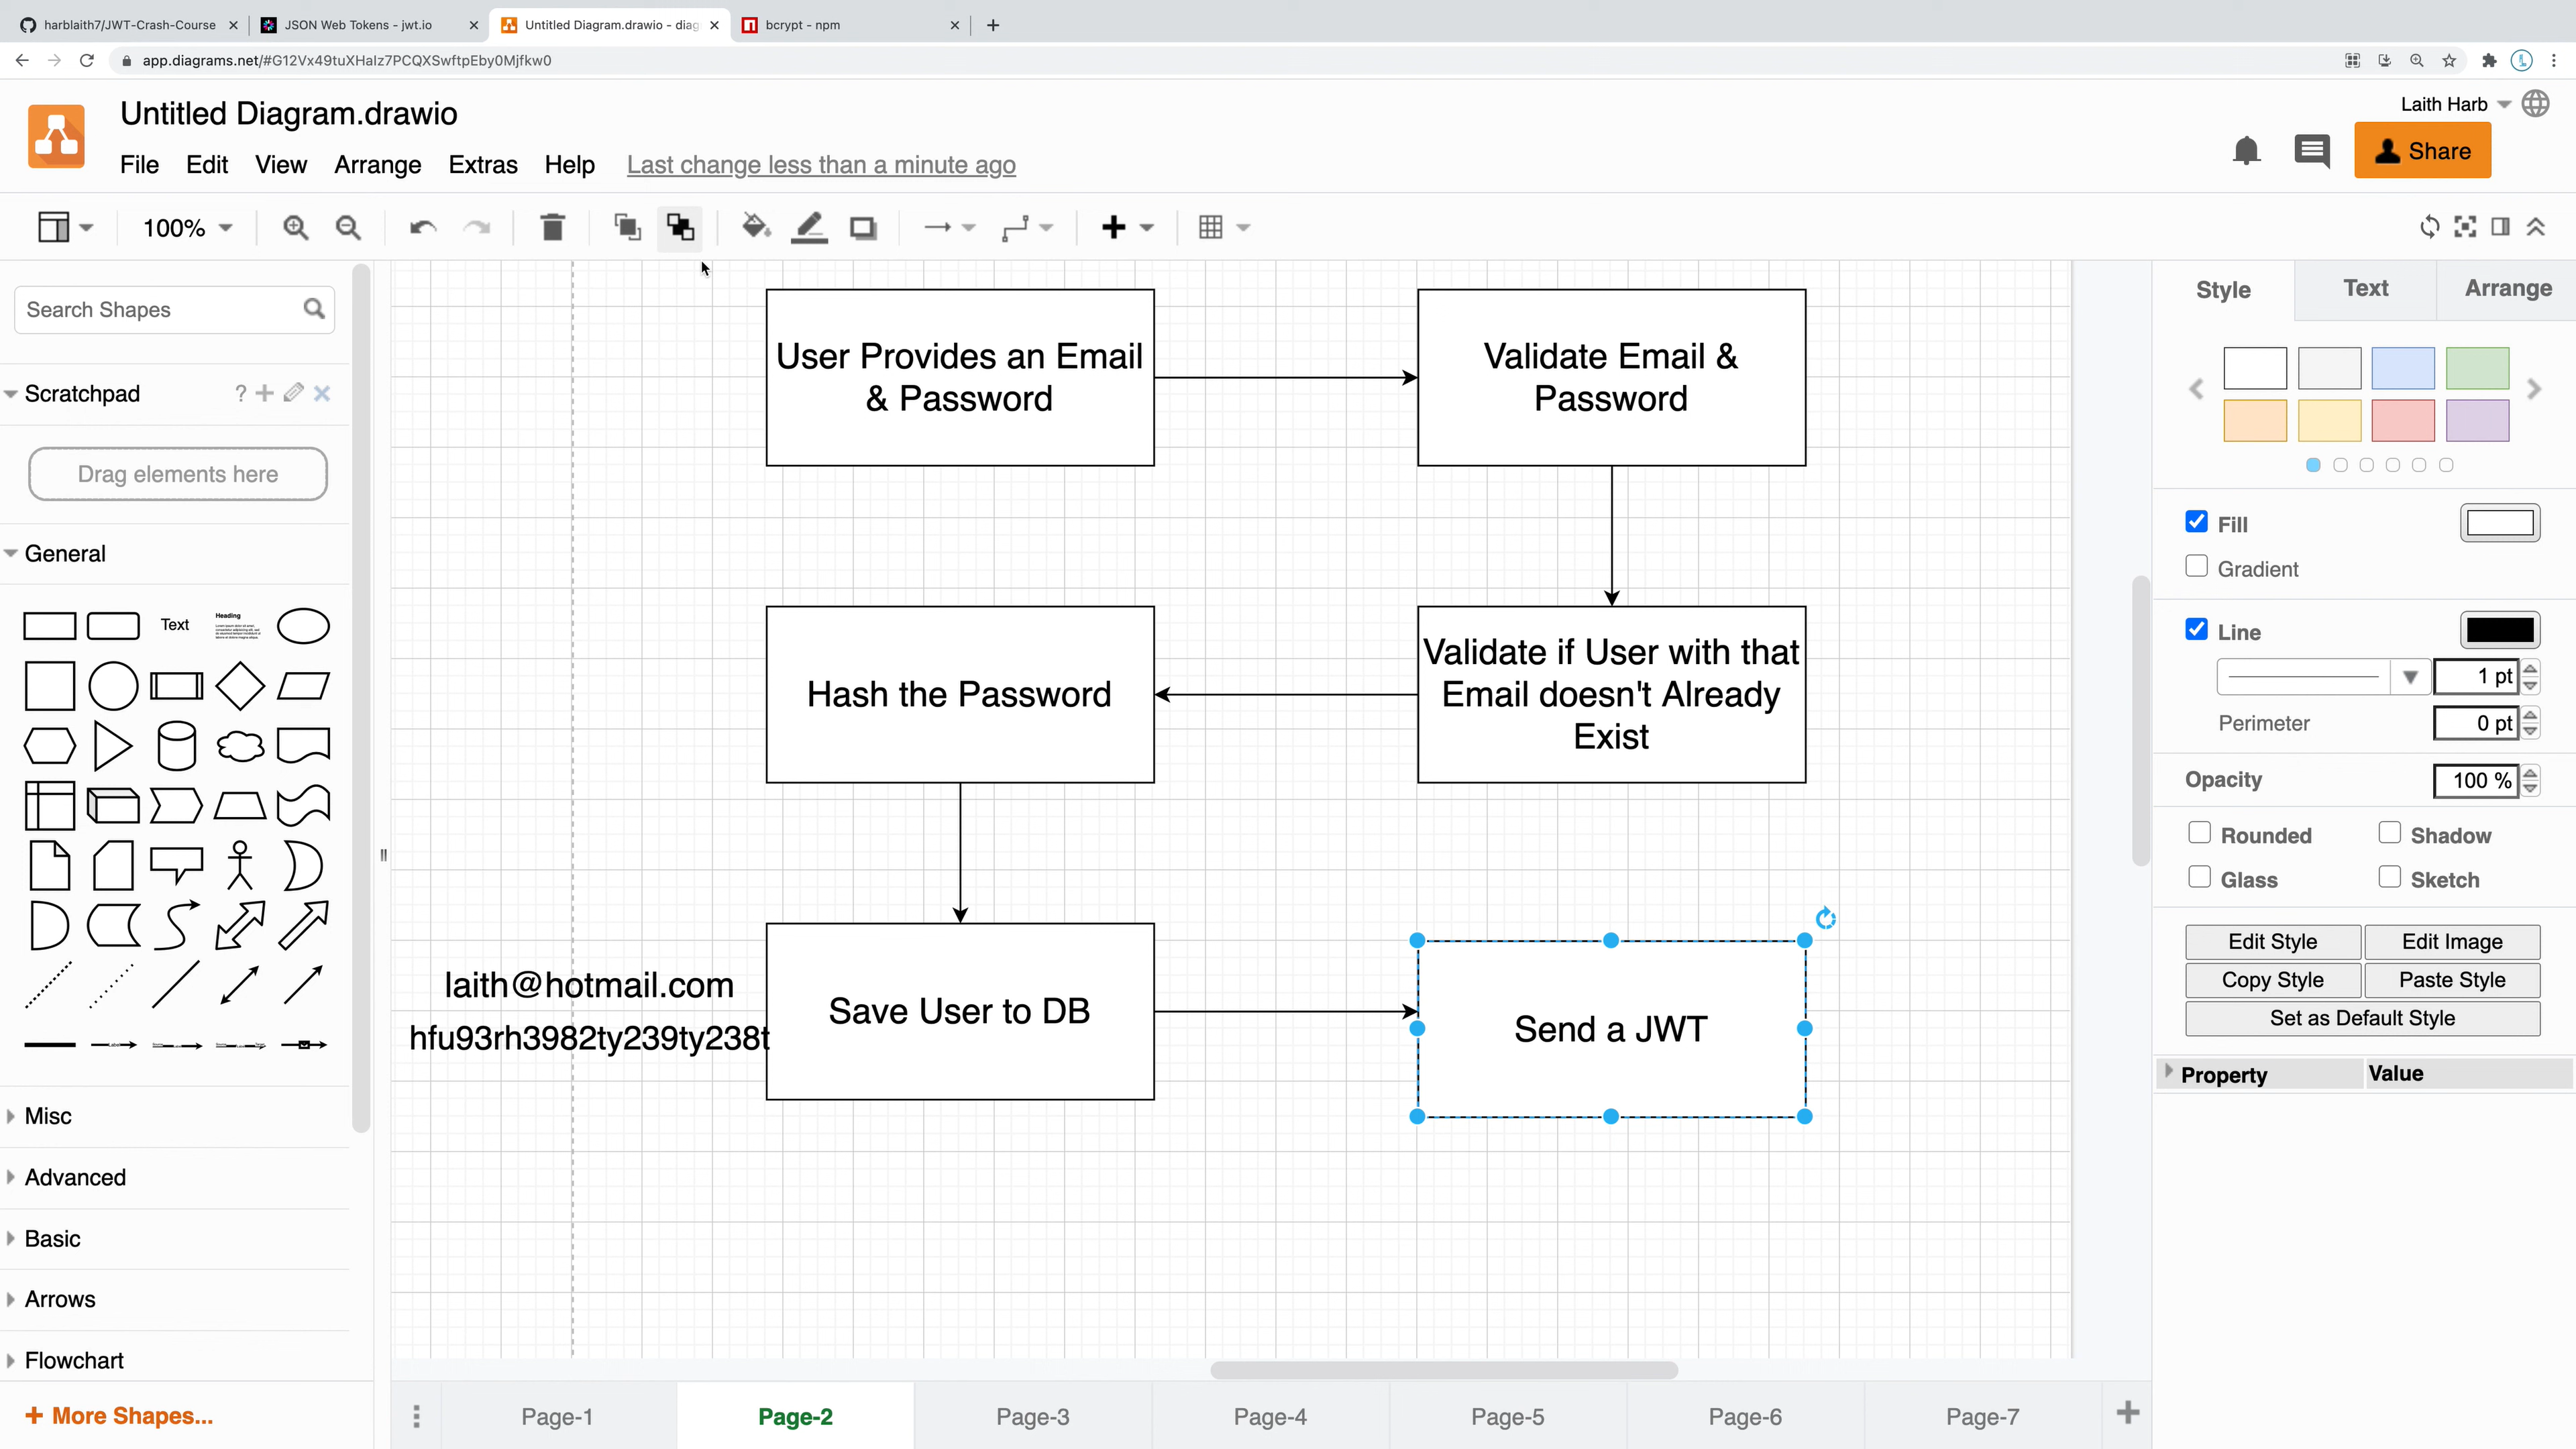 harblaith7/JWT-Crash-Course
JSON Web Tokens - jwt.io
Untitled Diagram.drawio - diag
bcrypt - npm
app.diagrams.net/#G12Vx49tuXHalz7PCQXSwftpEby0Mjfkw0
Untitled Diagram.drawio
Laith Harb
File Edit View Arrange Extras Help Last change less than a minute ago
Share
100%
Search Shapes
Scratchpad
?
Drag elements here
General
Text
Heading
Misc
Advanced
Basic
Arrows
Flowchart
+ More Shapes...
User Provides an Email
& Password
Validate Email &
Password
Hash the Password
Validate if User with that
Email doesn't Already
Exist
laith@hotmail.com
hfu93rh3982ty239ty238t
Save User to DB
Send a JWT
Page-1
Page-2
Page-3
Page-4
Page-5
Page-6
Page-7
Style
Text
Arrange
Fill
Gradient
Line
1 pt
Perimeter
0 pt
Opacity
100 %
Rounded
Shadow
Glass
Sketch
Edit Style
Edit Image
Copy Style
Paste Style
Set as Default Style
Property
Value